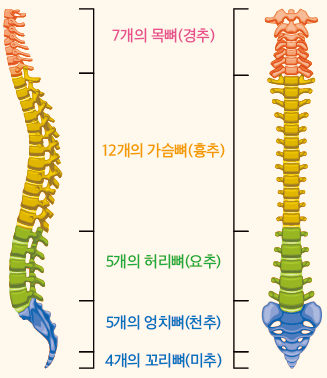 7개의 목뼈(경추)
12개의 가슴뼈(흉추)
5개의 허리뼈(요추)
5개의 엉치뼈(천추)
4개의 꼬리뼈(미추)